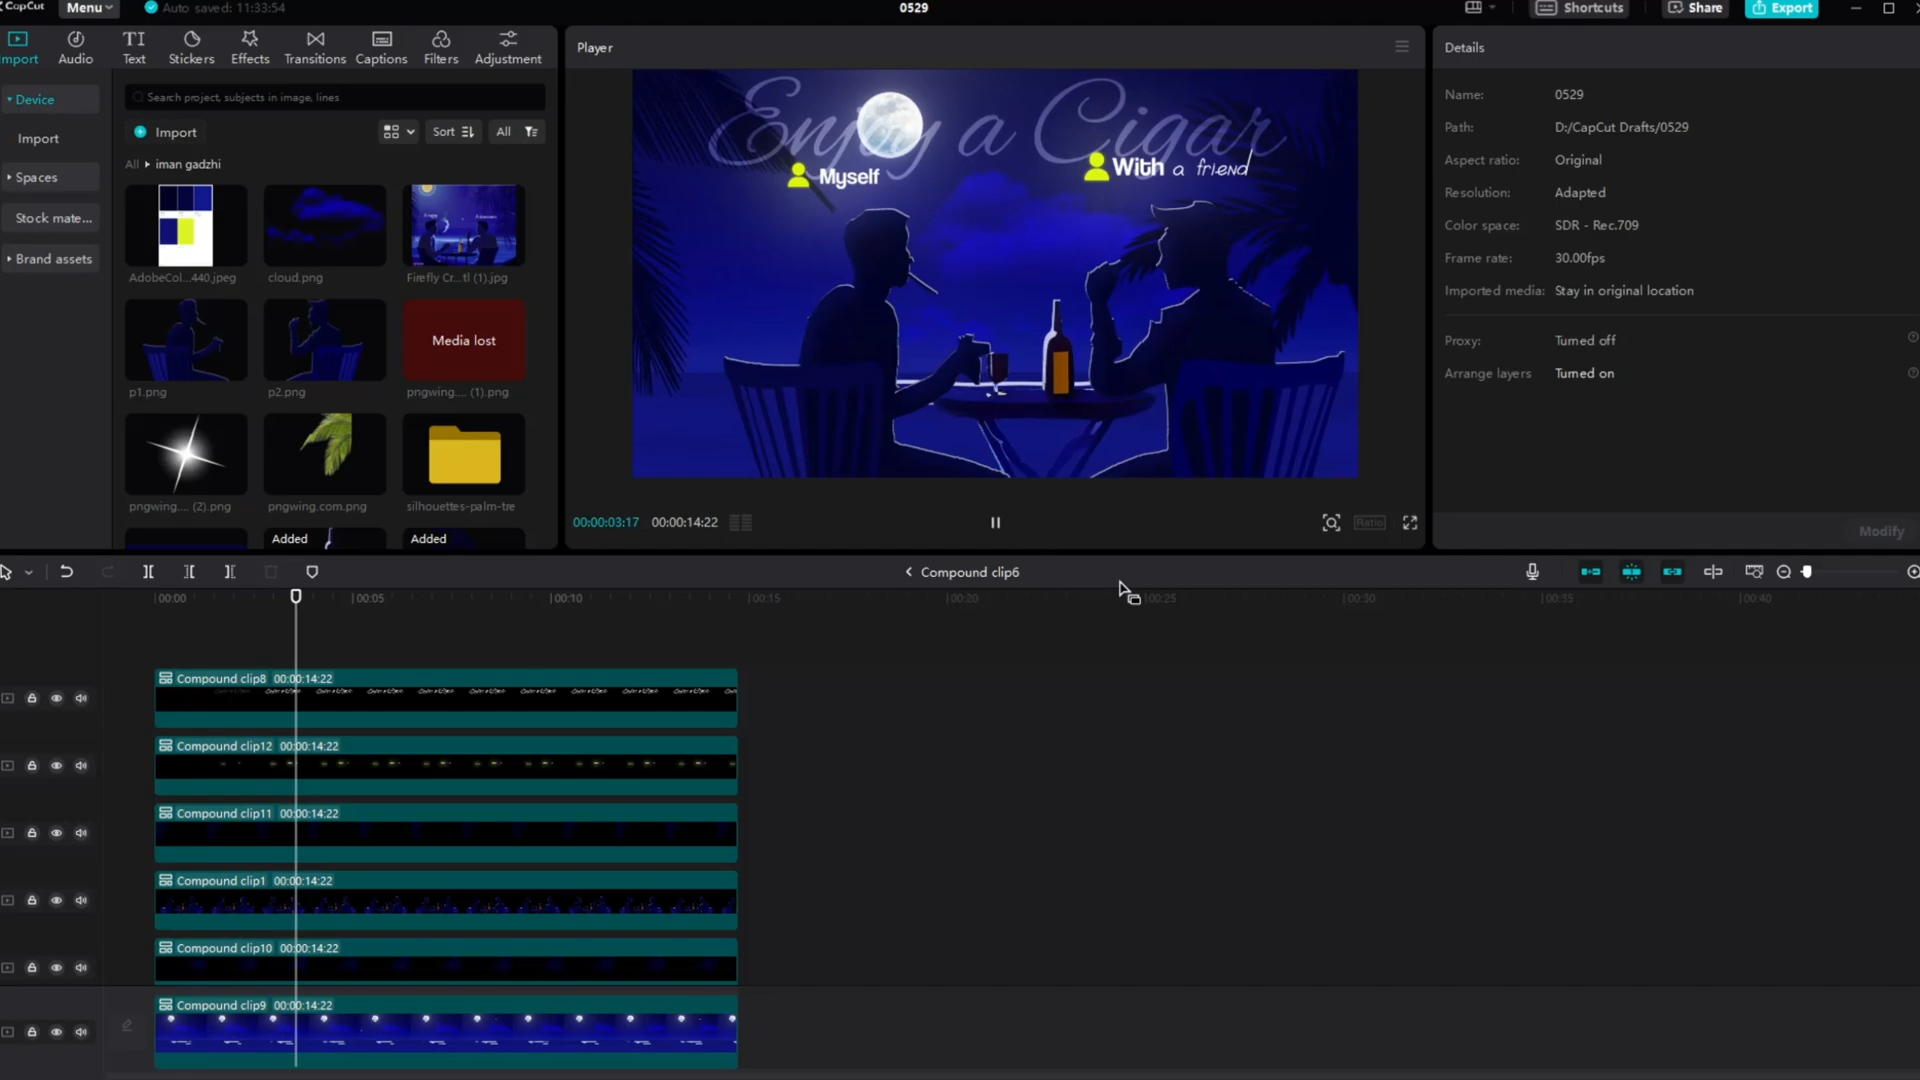 CapCut Menu Auto saved: 11:33:54 0529 Shortcuts Share Export
Import Audio Text Stickers Effects Transitions Captions Filters Adjustment
Device
Import
Spaces
Stock mate...
Brand assets
Search project, subjects in image, lines
Import Sort All
All iman gadzhi
AdobeCol...440.jpeg cloud.png Firefly Cr...tl (1).jpg
Media lost
p1.png p2.png pngwing.... (1).png
pngwing.... (2).png pngwing.com.png silhouettes-palm-tre
Added Added
Player
Enjoy a Cigar
Myself
With a friend
00:00:03:17 00:00:14:22 Ratio
Details
Name: 0529
Path: D:/CapCut Drafts/0529
Aspect ratio: Original
Resolution: Adapted
Color space: SDR - Rec.709
Frame rate: 30.00fps
Imported media: Stay in original location
Proxy: Turned off
Arrange layers Turned on
Modify
Compound clip6
00:00 00:05 00:10 00:15 00:20 00:25 00:30 00:35 00:40
Compound clip8 00:00:14:22
Compound clip12 00:00:14:22
Compound clip11 00:00:14:22
Compound clip1 00:00:14:22
Compound clip10 00:00:14:22
Compound clip9 00:00:14:22